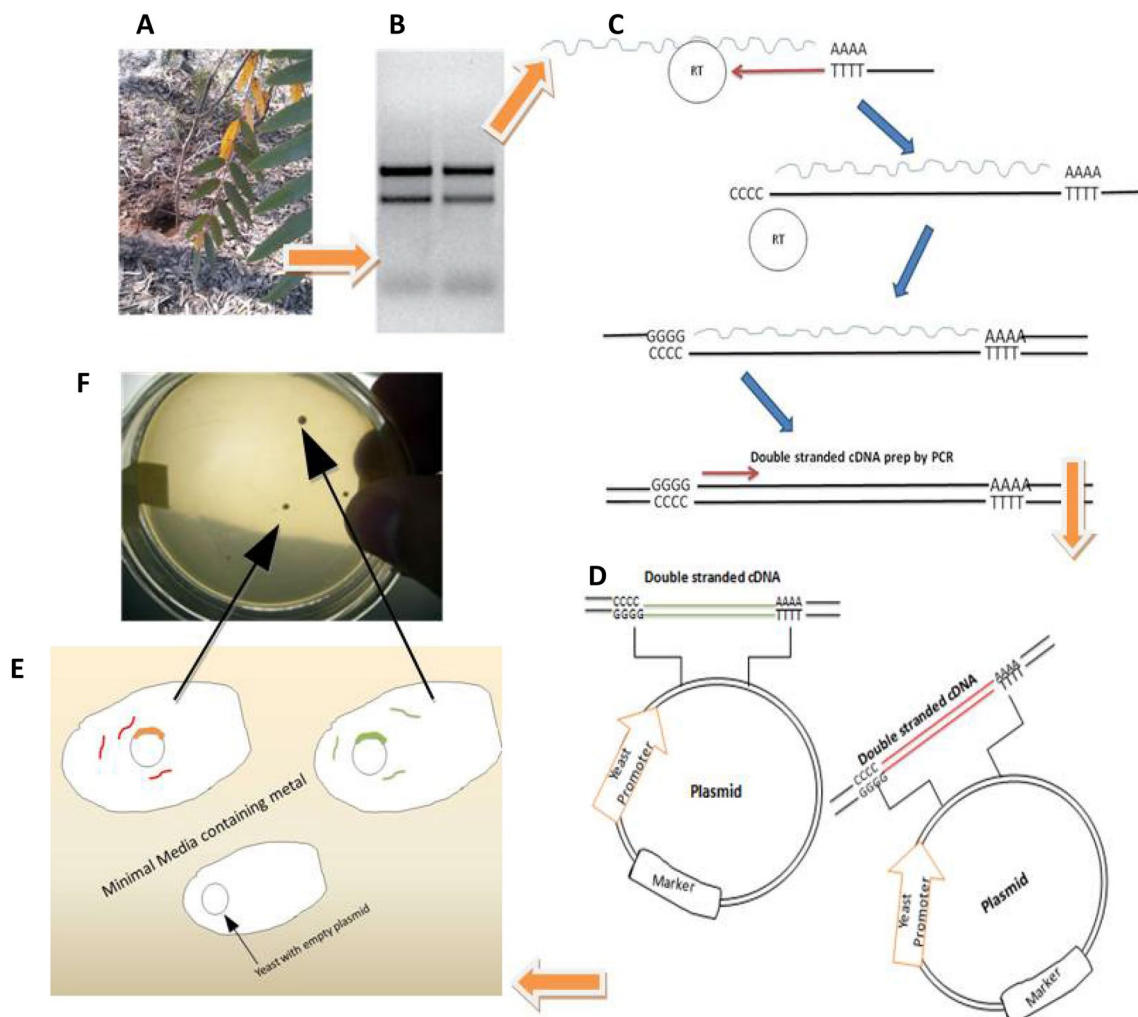 A
B
C
AAAA
RT
TTTT
AAAA
CCCC
TTTT
RT
GGGG
AAAA
CCCC
TTTT
Double stranded cDNA prep by PCR
GGGG
AAAA
CCCC
TTTT
F
D
Double stranded cDNA
CCCC
AAAA
GGGG
TTTT
Yeast
Promoter
Plasmid
Marker
AAAA
TTTT
Double stranded cDNA
CCCC
GGGG
Yeast
Promoter
Plasmid
Marker
E
Minimal Media containing metal
Yeast with empty plasmid